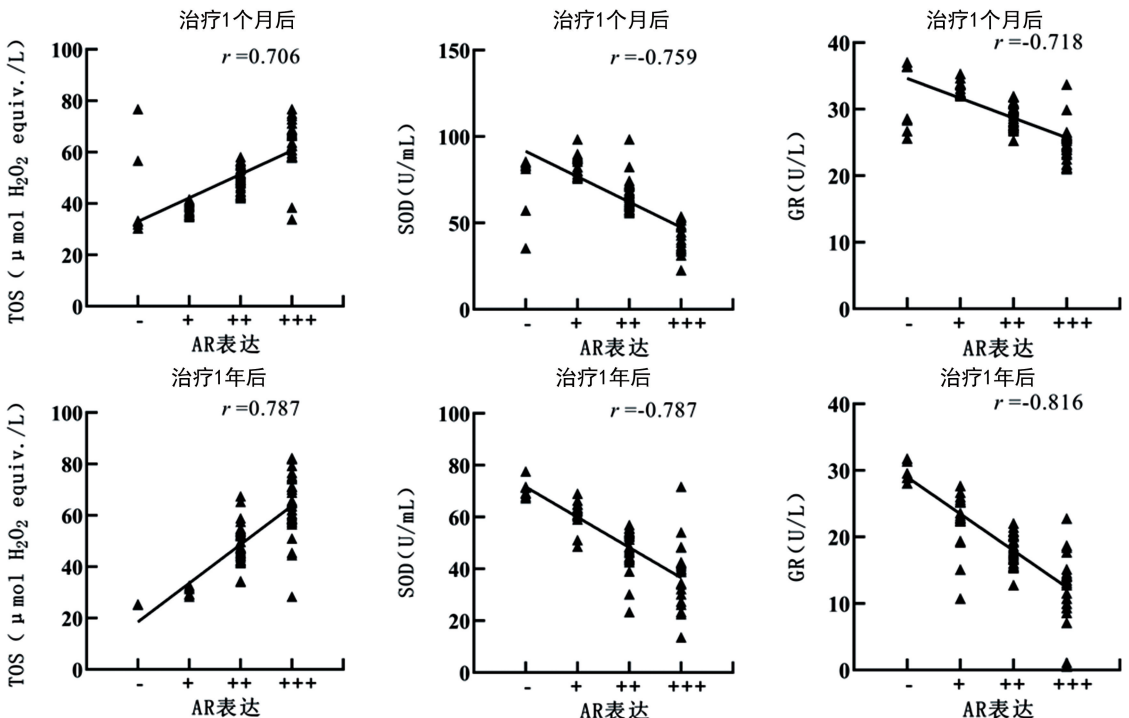 治疗1个月后
r=0.706
TOS（μmol H₂O₂ equiv./L）
100
80
60
40
20
0
- + ++ +++
AR表达
治疗1个月后
r=-0.759
SOD（U/mL）
150
100
50
0
- + ++ +++
AR表达
治疗1个月后
r=-0.718
GR（U/L）
40
30
20
10
0
- + ++ +++
AR表达
治疗1年后
r=0.787
TOS（μmol H₂O₂ equiv./L）
100
80
60
40
20
0
- + ++ +++
AR表达
治疗1年后
r=-0.787
SOD（U/mL）
100
80
60
40
20
0
- + ++ +++
AR表达
治疗1年后
r=-0.816
GR（U/L）
40
30
20
10
0
- + ++ +++
AR表达